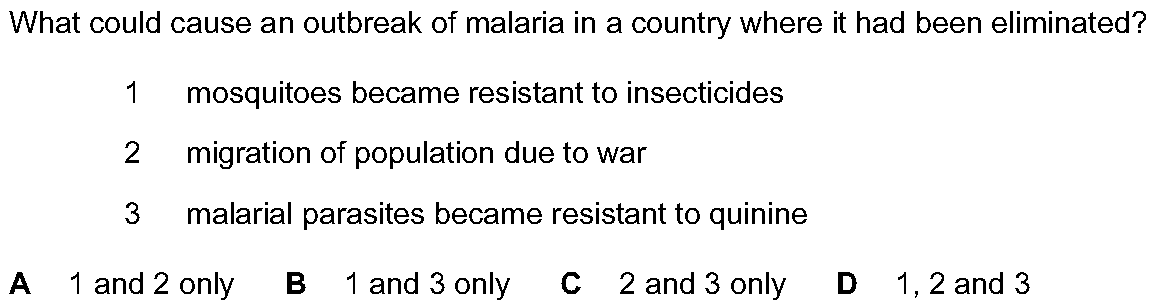 What could cause an outbreak of malaria in a country where it had been eliminated?
1 mosquitoes became resistant to insecticides
2 migration of population due to war
3 malarial parasites became resistant to quinine
A 1 and 2 only B 1 and 3 only C 2 and 3 only D 1, 2 and 3